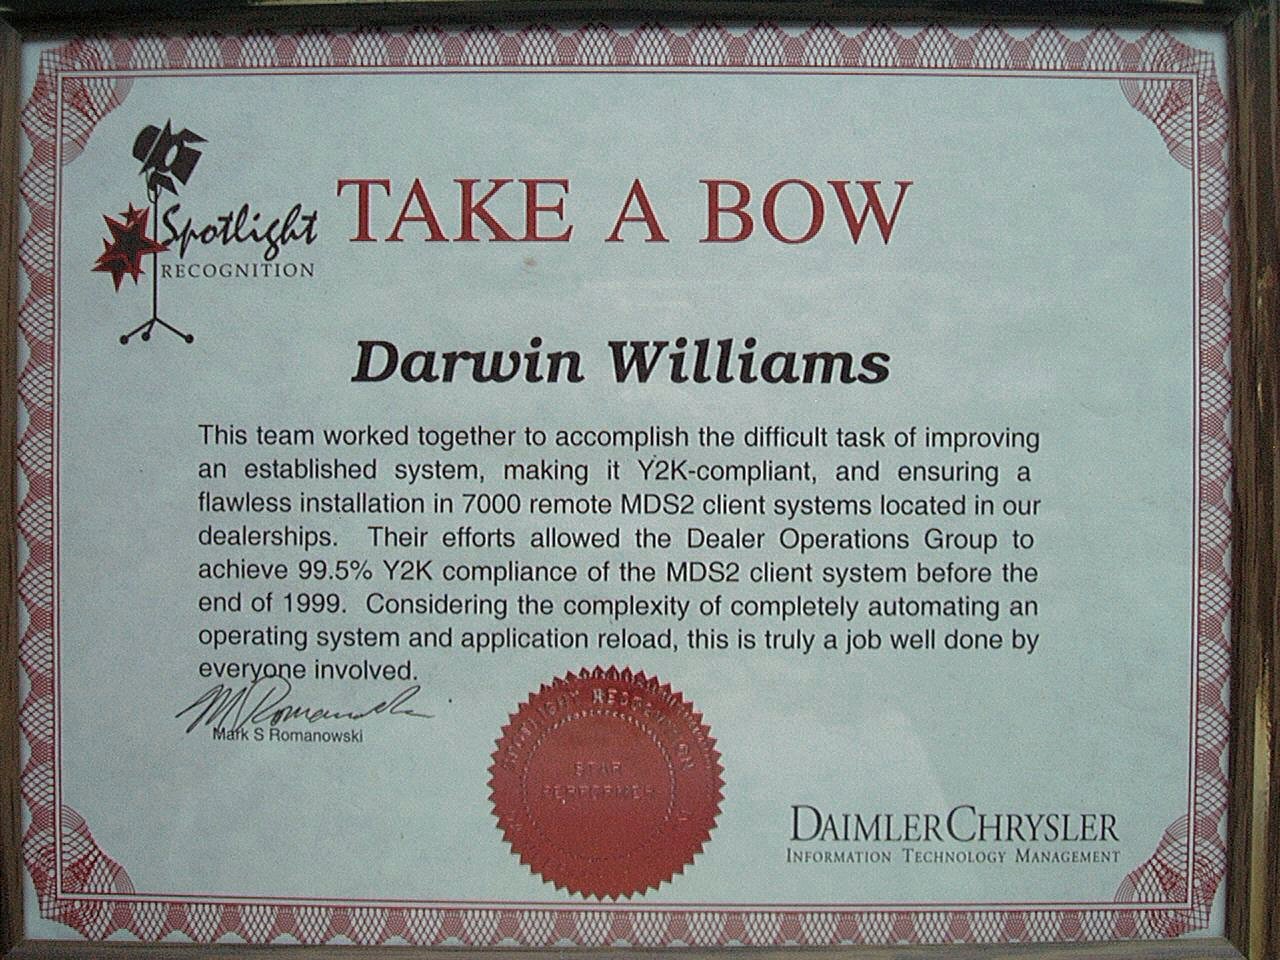 TAKE A BOW
Spotlight
RECOGNITION
Darwin Williams
This team worked together to accomplish the difficult task of improving
an established system, making it Y2K-compliant, and ensuring a
flawless installation in 7000 remote MDS2 client systems located in our
dealerships. Their efforts allowed the Dealer Operations Group to
achieve 99.5% Y2K compliance of the MDS2 client system before the
end of 1999. Considering the complexity of completely automating an
operating system and application reload, this is truly a job well done by
everyone involved.
M Romanowski
Mark S Romanowski
SPOTLIGHT RECOGNITION
STAR
PERFORMER
DAIMLERCHRYSLER
INFORMATION TECHNOLOGY MANAGEMENT